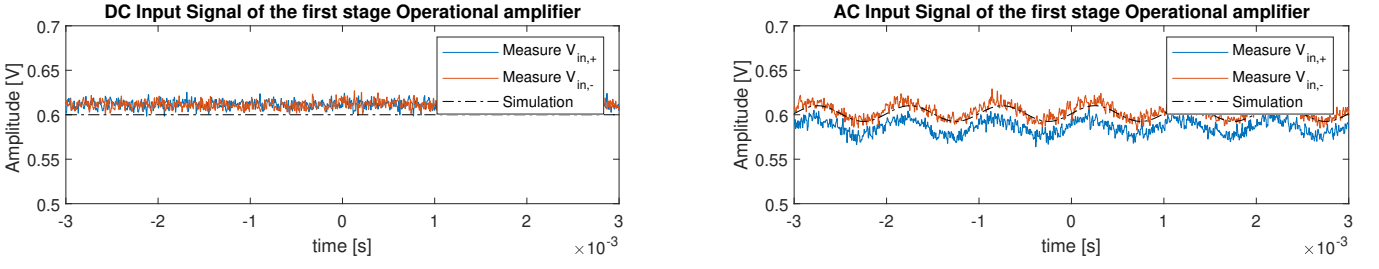 DC Input Signal of the first stage Operational amplifier
0.7
0.65
0.6
0.55
0.5
Amplitude [V]
Measure V_in,+
Measure V_in,-
Simulation
-3
-2
-1
0
1
2
3
time [s]
×10^-3
AC Input Signal of the first stage Operational amplifier
0.7
0.65
0.6
0.55
0.5
Amplitude [V]
Measure V_in,+
Measure V_in,-
Simulation
-3
-2
-1
0
1
2
3
time [s]
×10^-3